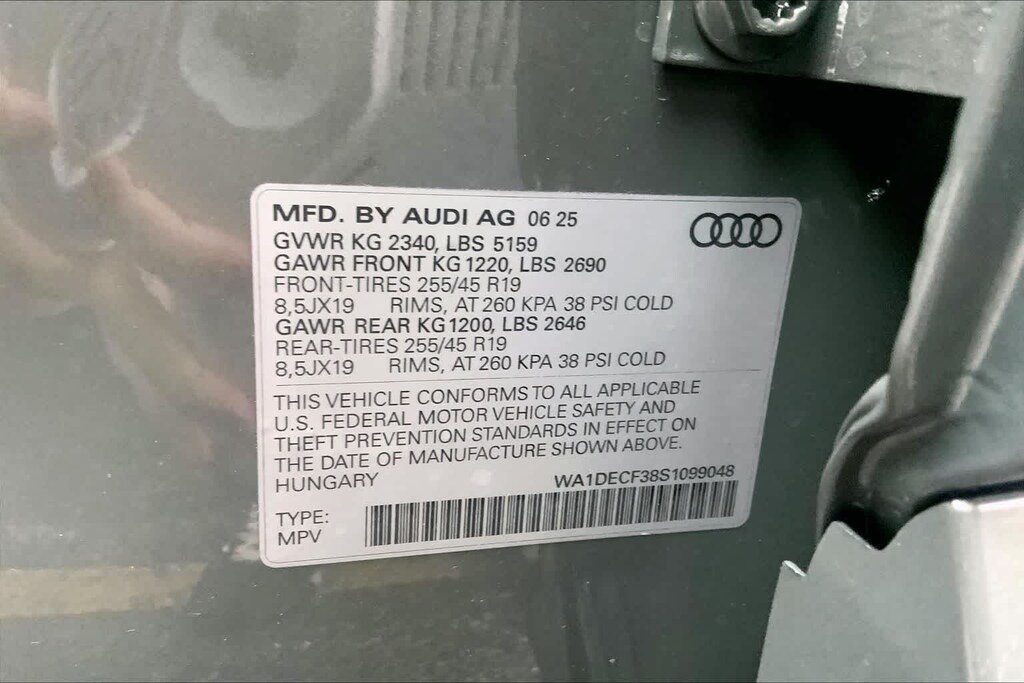 MFD. BY AUDI AG 06 25
GVWR KG 2340, LBS 5159
GAWR FRONT KG 1220, LBS 2690
FRONT-TIRES 255/45 R19
8,5JX19 RIMS, AT 260 KPA 38 PSI COLD
GAWR REAR KG 1200, LBS 2646
REAR-TIRES 255/45 R19
8,5JX19 RIMS, AT 260 KPA 38 PSI COLD
THIS VEHICLE CONFORMS TO ALL APPLICABLE
U.S. FEDERAL MOTOR VEHICLE SAFETY AND
THEFT PREVENTION STANDARDS IN EFFECT ON
THE DATE OF MANUFACTURE SHOWN ABOVE.
HUNGARY WA1DECF38S1099048
TYPE:
MPV